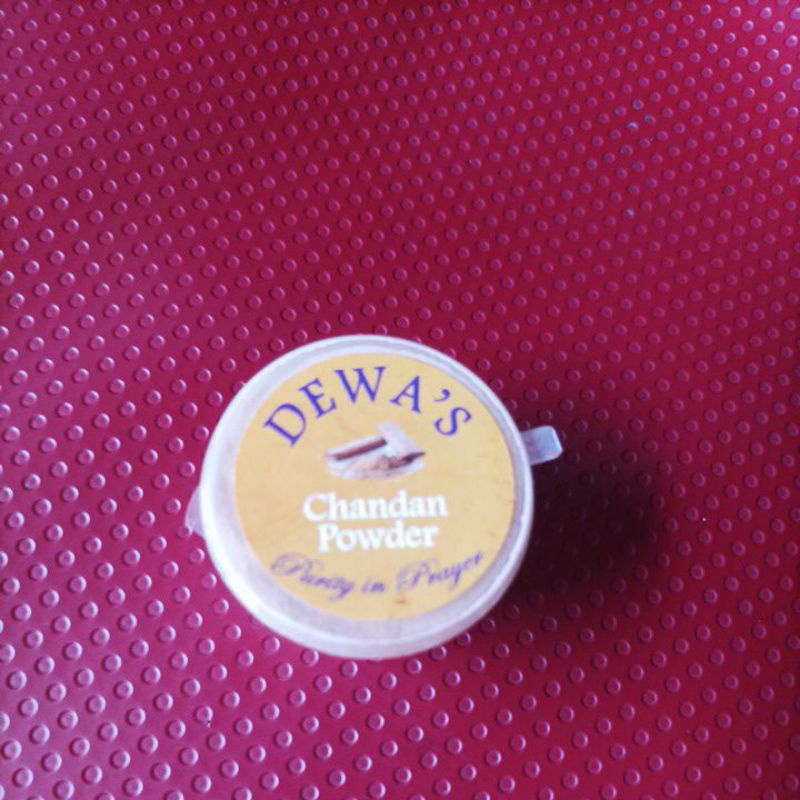 DEWA'S
Chandan
Powder
Purity in Prayer